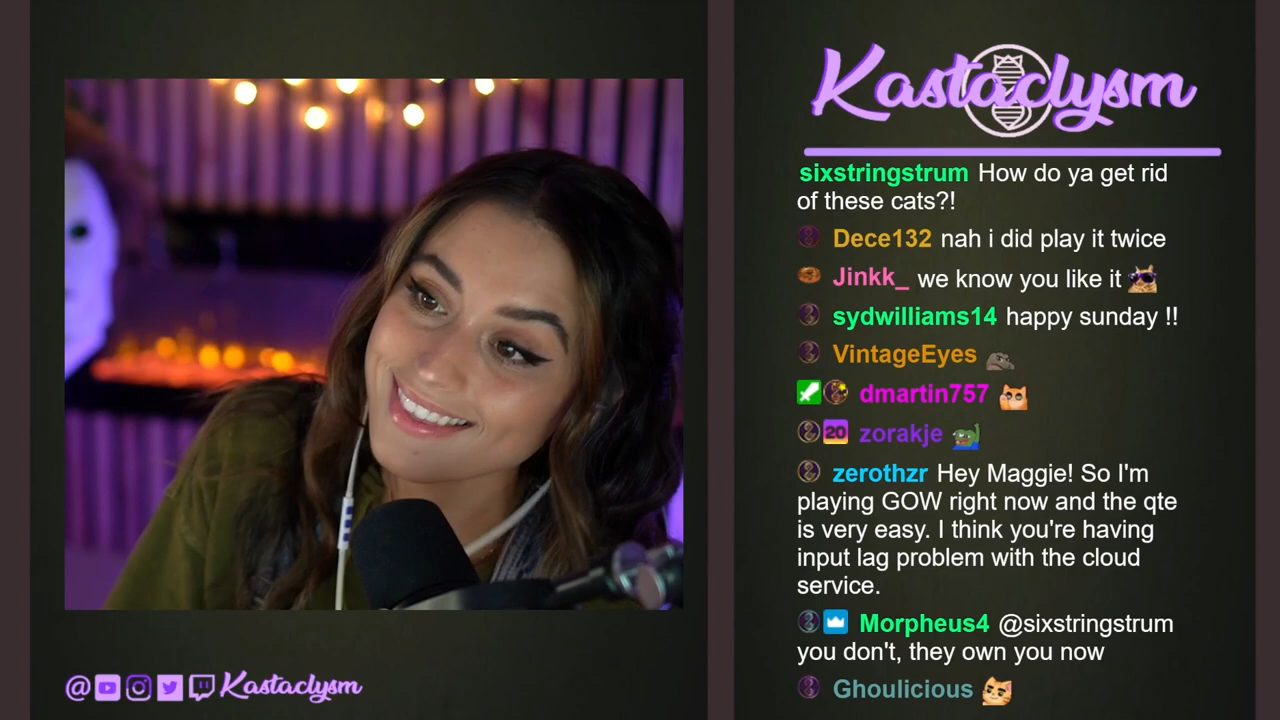 Kastaclysm
sixstringstrum How do ya get rid
of these cats?!
Dece132 nah i did play it twice
Jinkk_ we know you like it
sydwilliams14 happy sunday !!
VintageEyes
dmartin757
20 zorakje
zerothzr Hey Maggie! So I'm
playing GOW right now and the qte
is very easy. I think you're having
input lag problem with the cloud
service.
Morpheus4 @sixstringstrum
you don't, they own you now
Ghoulicious
@ Kastaclysm